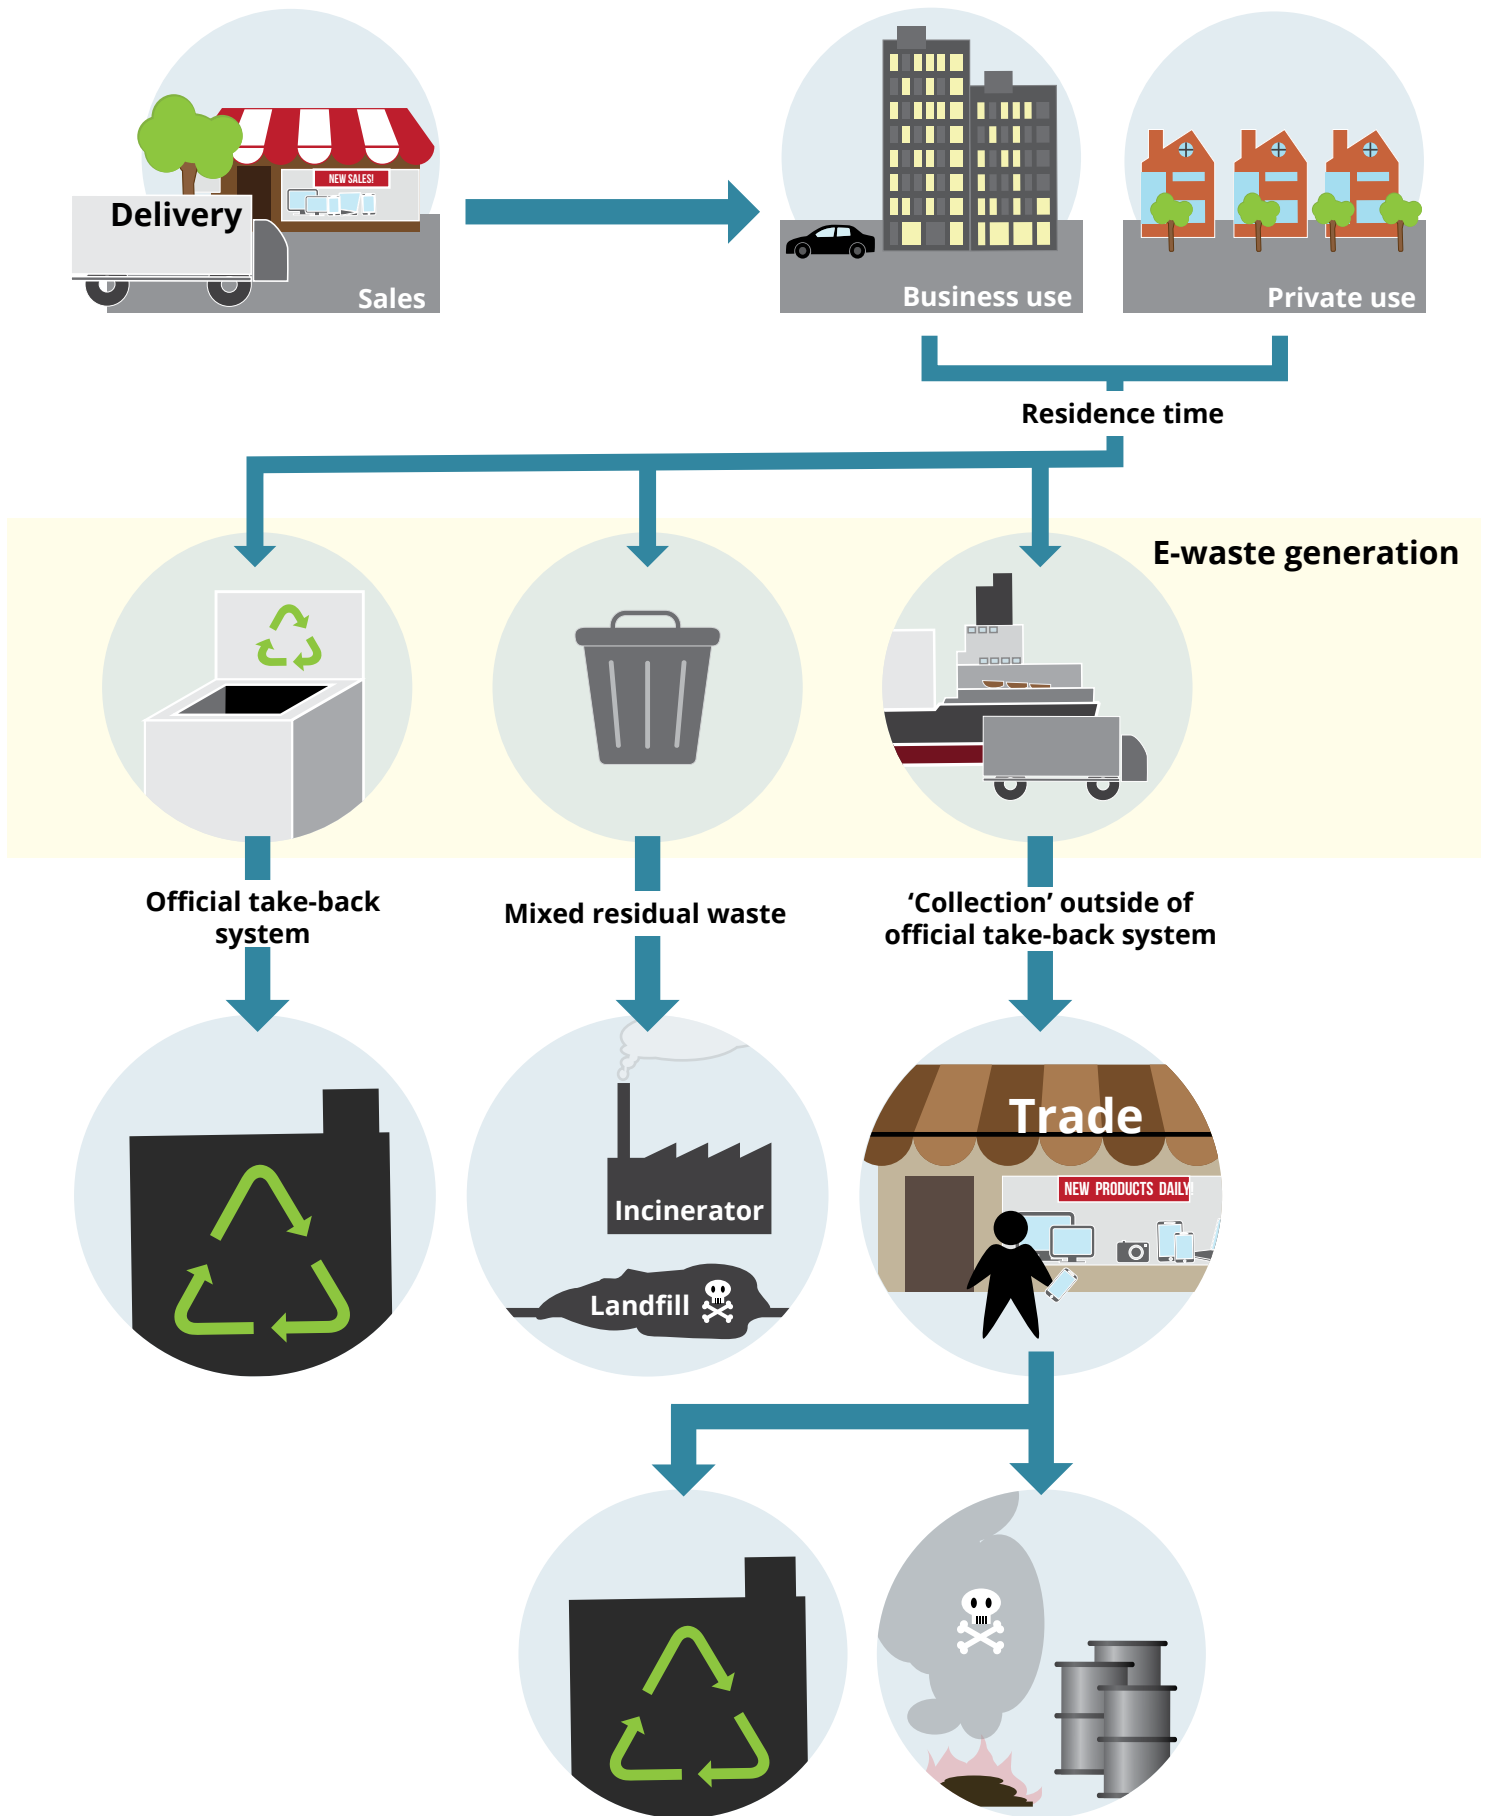 NEW SALES!
Delivery
Sales
Business use
Private use
Residence time
E-waste generation
Official take-back
system
Mixed residual waste
‘Collection’ outside of
official take-back system
Trade
NEW PRODUCTS DAILY!
Incinerator
Landfill